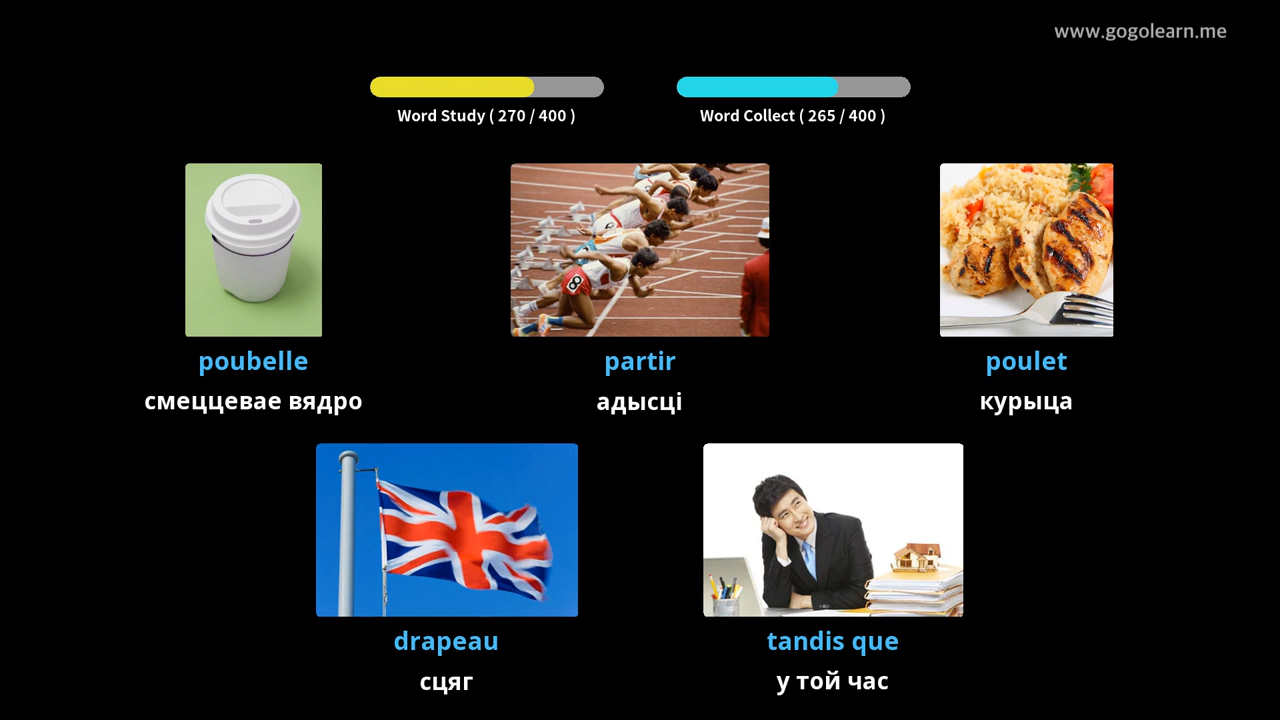 www.gogolearn.me
Word Study ( 270 / 400 )
Word Collect ( 265 / 400 )
poubelle
смеццевае вядро
partir
адысці
8
poulet
курыца
drapeau
сцяг
tandis que
у той час